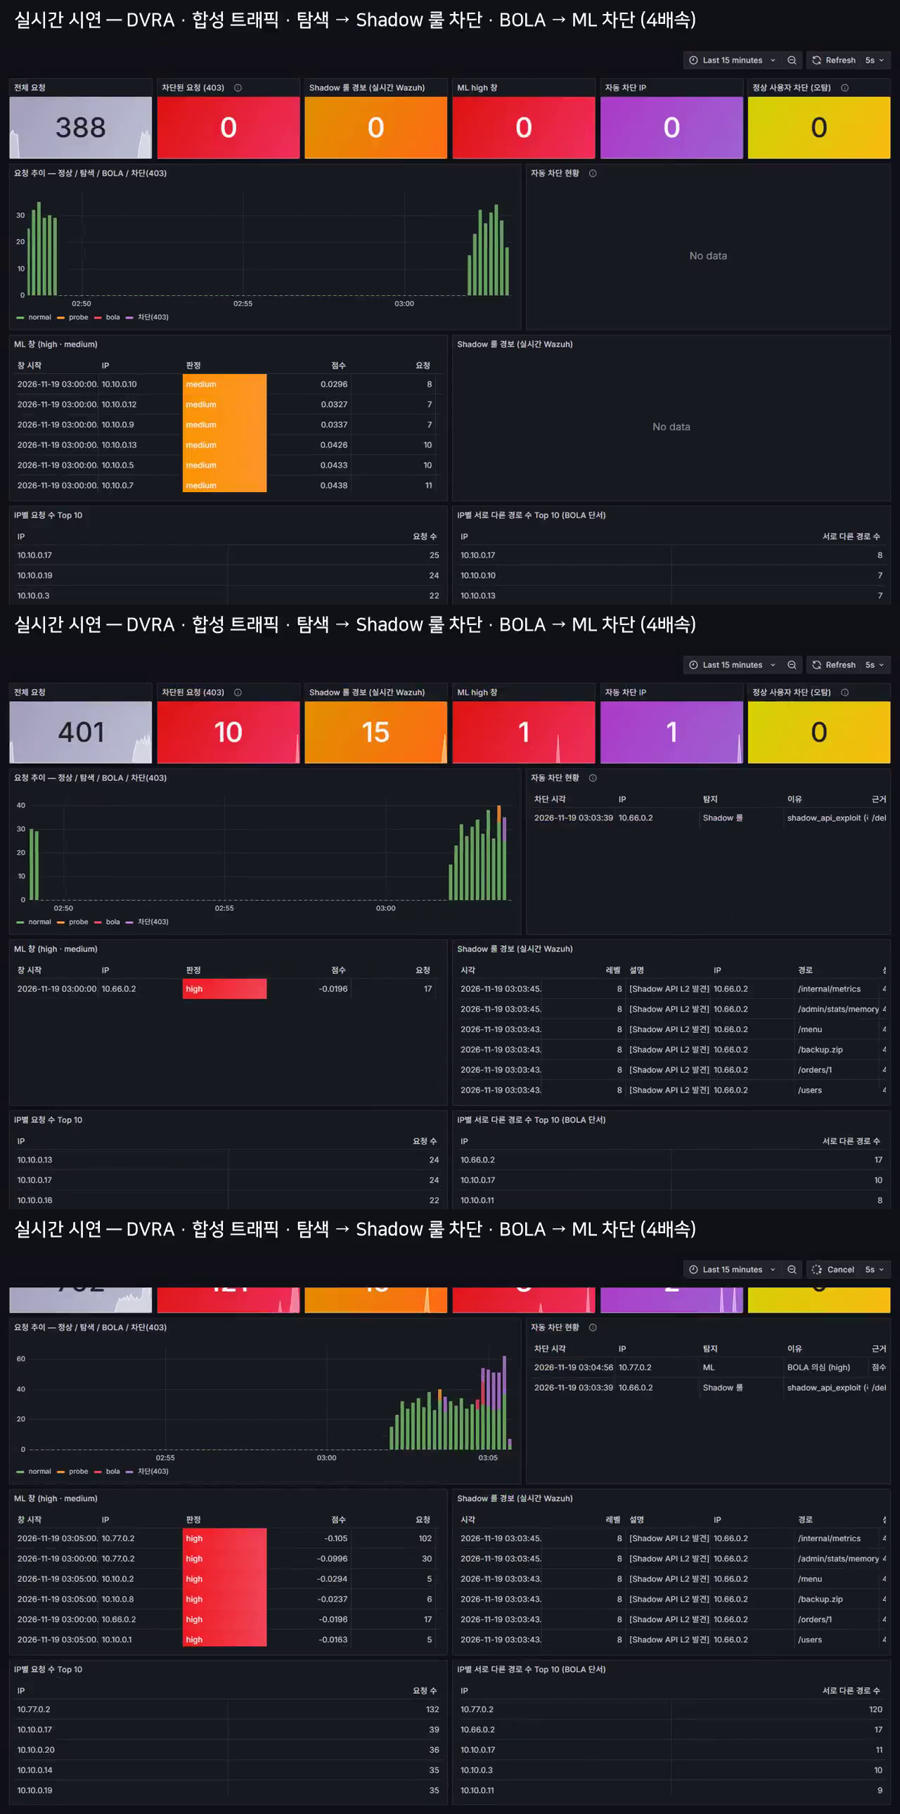 실시간 시연 — DVRA · 합성 트래픽 · 탐색 → Shadow 룰 차단 · BOLA → ML 차단 (4배속)
Last 15 minutes Refresh 5s
전체 요청 차단된 요청 (403) Shadow 룰 경보 (실시간 Wazuh) ML high 창 자동 차단 IP 정상 사용자 차단 (오탐)
388 0 0 0 0 0
요청 추이 — 정상 / 탐색 / BOLA / 차단(403) 자동 차단 현황
30
20
10
0
02:50 02:55 03:00
No data
normal probe bola 차단(403)
ML 창 (high · medium) Shadow 룰 경보 (실시간 Wazuh)
창 시작 IP 판정 점수 요청
2026-11-19 03:00:00. 10.10.0.10 medium 0.0296 8
2026-11-19 03:00:00. 10.10.0.12 medium 0.0327 7
2026-11-19 03:00:00. 10.10.0.9 medium 0.0337 7
2026-11-19 03:00:00. 10.10.0.13 medium 0.0426 10
2026-11-19 03:00:00. 10.10.0.5 medium 0.0433 10
2026-11-19 03:00:00. 10.10.0.7 medium 0.0438 11
No data
IP별 요청 수 Top 10 IP별 서로 다른 경로 수 Top 10 (BOLA 단서)
IP 요청 수 IP 서로 다른 경로 수
10.10.0.17 25 10.10.0.17 8
10.10.0.19 24 10.10.0.10 7
10.10.0.3 22 10.10.0.13 7
실시간 시연 — DVRA · 합성 트래픽 · 탐색 → Shadow 룰 차단 · BOLA → ML 차단 (4배속)
Last 15 minutes Refresh 5s
전체 요청 차단된 요청 (403) Shadow 룰 경보 (실시간 Wazuh) ML high 창 자동 차단 IP 정상 사용자 차단 (오탐)
401 10 15 1 1 0
요청 추이 — 정상 / 탐색 / BOLA / 차단(403) 자동 차단 현황
40
30
20
10
0
02:50 02:55 03:00
normal probe bola 차단(403)
차단 시각 IP 탐지 이유 근거
2026-11-19 03:03:39 10.66.0.2 Shadow 룰 shadow_api_exploit /del
ML 창 (high · medium) Shadow 룰 경보 (실시간 Wazuh)
창 시작 IP 판정 점수 요청
2026-11-19 03:00:00 10.66.0.2 high -0.0196 17
시각 레벨 설명 IP 경로
2026-11-19 03:03:45. 8 [Shadow API L2 발견] 10.66.0.2 /internal/metrics 4
2026-11-19 03:03:45. 8 [Shadow API L2 발견] 10.66.0.2 /admin/stats/memory 4
2026-11-19 03:03:43. 8 [Shadow API L2 발견] 10.66.0.2 /menu 4
2026-11-19 03:03:43. 8 [Shadow API L2 발견] 10.66.0.2 /backup.zip 4
2026-11-19 03:03:43. 8 [Shadow API L2 발견] 10.66.0.2 /orders/1 4
2026-11-19 03:03:43. 8 [Shadow API L2 발견] 10.66.0.2 /users 4
IP별 요청 수 Top 10 IP별 서로 다른 경로 수 Top 10 (BOLA 단서)
IP 요청 수 IP 서로 다른 경로 수
10.10.0.13 24 10.66.0.2 17
10.10.0.17 24 10.10.0.17 10
10.10.0.16 22 10.10.0.11 8
실시간 시연 — DVRA · 합성 트래픽 · 탐색 → Shadow 룰 차단 · BOLA → ML 차단 (4배속)
Last 15 minutes Cancel 5s
요청 추이 — 정상 / 탐색 / BOLA / 차단(403) 자동 차단 현황
60
40
20
0
02:55 03:00 03:05
normal probe bola 차단(403)
차단 시각 IP 탐지 이유 근거
2026-11-19 03:04:56 10.77.0.2 ML BOLA 의심 (high) 점수
2026-11-19 03:03:39 10.66.0.2 Shadow 룰 shadow_api_exploit /del
ML 창 (high · medium) Shadow 룰 경보 (실시간 Wazuh)
창 시작 IP 판정 점수 요청
2026-11-19 03:05:00. 10.77.0.2 high -0.105 102
2026-11-19 03:00:00. 10.77.0.2 high -0.0996 30
2026-11-19 03:05:00. 10.10.0.2 high -0.0294 5
2026-11-19 03:05:00. 10.10.0.8 high -0.0237 6
2026-11-19 03:00:00. 10.66.0.2 high -0.0196 17
2026-11-19 03:05:00. 10.10.0.1 high -0.0163 5
시각 레벨 설명 IP 경로
2026-11-19 03:03:45. 8 [Shadow API L2 발견] 10.66.0.2 /internal/metrics 4
2026-11-19 03:03:45. 8 [Shadow API L2 발견] 10.66.0.2 /admin/stats/memory 4
2026-11-19 03:03:43. 8 [Shadow API L2 발견] 10.66.0.2 /menu 4
2026-11-19 03:03:43. 8 [Shadow API L2 발견] 10.66.0.2 /backup.zip 4
2026-11-19 03:03:43. 8 [Shadow API L2 발견] 10.66.0.2 /orders/1 4
2026-11-19 03:03:43. 8 [Shadow API L2 발견] 10.66.0.2 /users 4
IP별 요청 수 Top 10 IP별 서로 다른 경로 수 Top 10 (BOLA 단서)
IP 요청 수 IP 서로 다른 경로 수
10.77.0.2 132 10.77.0.2 120
10.10.0.17 39 10.66.0.2 17
10.10.0.20 36 10.10.0.17 11
10.10.0.14 35 10.10.0.3 10
10.10.0.19 35 10.10.0.11 9